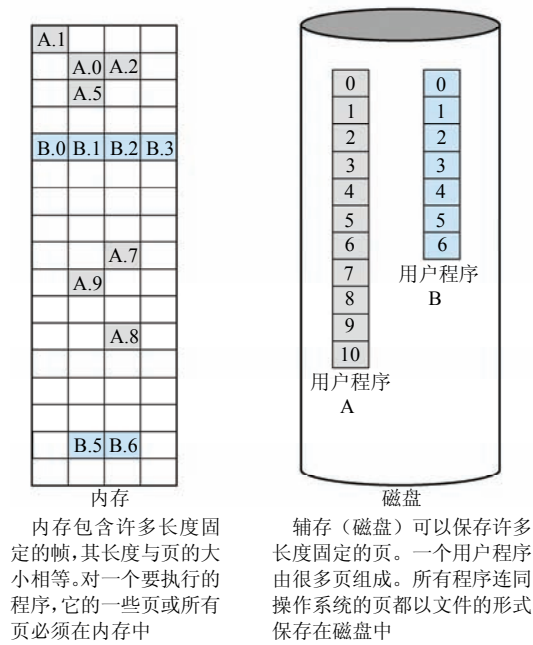 A.1
A.0 A.2
A.5
B.0 B.1 B.2 B.3
A.7
A.9
A.8
B.5 B.6
内存
内存包含许多长度固
定的帧,其长度与页的大
小相等。对一个要执行的
程序,它的一些页或所有
页必须在内存中
0
1
2
3
4
5
6
7
8
9
10
用户程序
A
0
1
2
3
4
5
6
用户程序
B
磁盘
辅存（磁盘）可以保存许多
长度固定的页。一个用户程序
由很多页组成。所有程序连同
操作系统的页都以文件的形式
保存在磁盘中